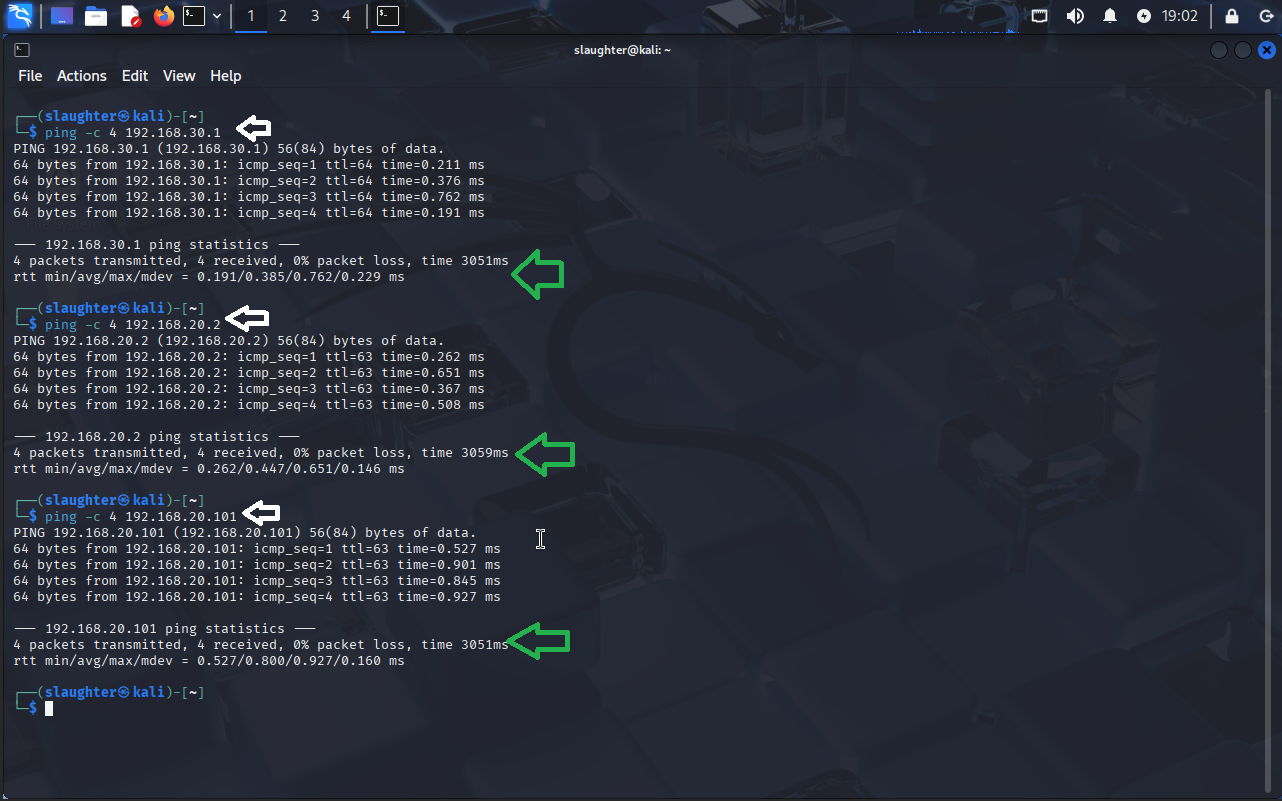 1 2 3 4 19:02
slaughter@kali: ~
File Actions Edit View Help
┌──(slaughter㉿kali)-[~]
└─$ ping -c 4 192.168.30.1
PING 192.168.30.1 (192.168.30.1) 56(84) bytes of data.
64 bytes from 192.168.30.1: icmp_seq=1 ttl=64 time=0.211 ms
64 bytes from 192.168.30.1: icmp_seq=2 ttl=64 time=0.376 ms
64 bytes from 192.168.30.1: icmp_seq=3 ttl=64 time=0.762 ms
64 bytes from 192.168.30.1: icmp_seq=4 ttl=64 time=0.191 ms
--- 192.168.30.1 ping statistics ---
4 packets transmitted, 4 received, 0% packet loss, time 3051ms
rtt min/avg/max/mdev = 0.191/0.385/0.762/0.229 ms
┌──(slaughter㉿kali)-[~]
└─$ ping -c 4 192.168.20.2
PING 192.168.20.2 (192.168.20.2) 56(84) bytes of data.
64 bytes from 192.168.20.2: icmp_seq=1 ttl=63 time=0.262 ms
64 bytes from 192.168.20.2: icmp_seq=2 ttl=63 time=0.651 ms
64 bytes from 192.168.20.2: icmp_seq=3 ttl=63 time=0.367 ms
64 bytes from 192.168.20.2: icmp_seq=4 ttl=63 time=0.508 ms
--- 192.168.20.2 ping statistics ---
4 packets transmitted, 4 received, 0% packet loss, time 3059ms
rtt min/avg/max/mdev = 0.262/0.447/0.651/0.146 ms
┌──(slaughter㉿kali)-[~]
└─$ ping -c 4 192.168.20.101
PING 192.168.20.101 (192.168.20.101) 56(84) bytes of data.
64 bytes from 192.168.20.101: icmp_seq=1 ttl=63 time=0.527 ms
64 bytes from 192.168.20.101: icmp_seq=2 ttl=63 time=0.901 ms
64 bytes from 192.168.20.101: icmp_seq=3 ttl=63 time=0.845 ms
64 bytes from 192.168.20.101: icmp_seq=4 ttl=63 time=0.927 ms
--- 192.168.20.101 ping statistics ---
4 packets transmitted, 4 received, 0% packet loss, time 3051ms
rtt min/avg/max/mdev = 0.527/0.800/0.927/0.160 ms
┌──(slaughter㉿kali)-[~]
└─$